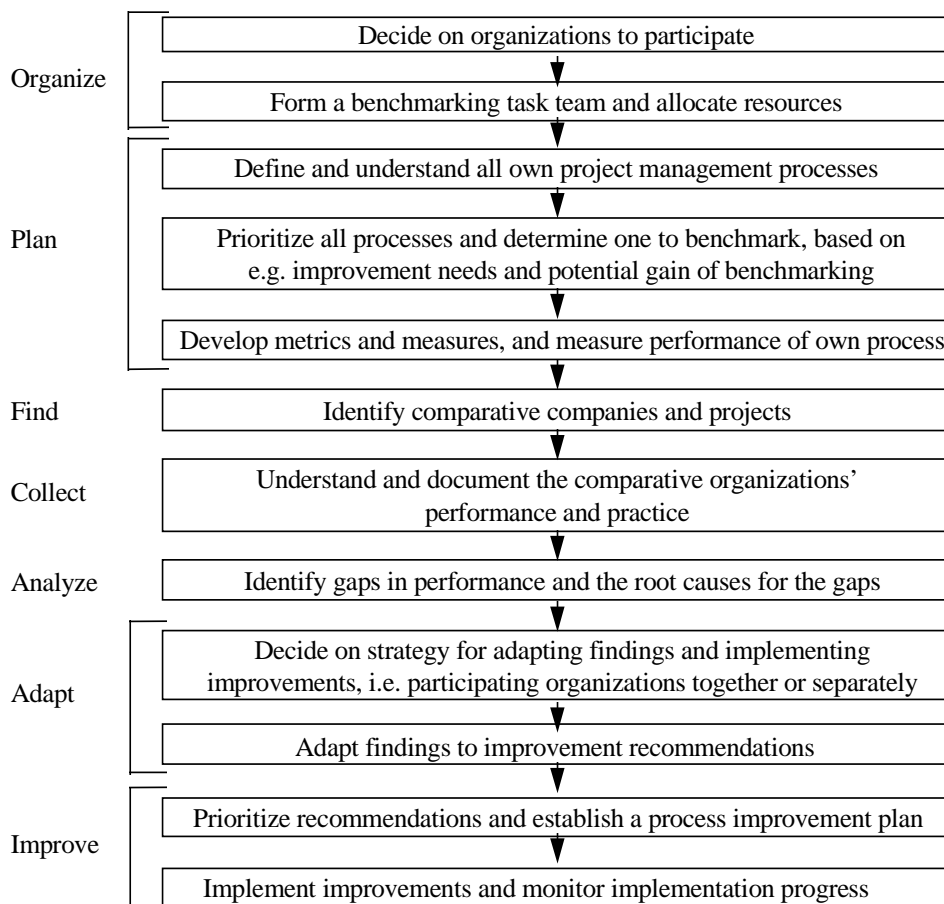 Decide on organizations to participate
Organize
Form a benchmarking task team and allocate resources
Define and understand all own project management processes
Plan
Prioritize all processes and determine one to benchmark, based on
e.g. improvement needs and potential gain of benchmarking
Develop metrics and measures, and measure performance of own process
Find
Identify comparative companies and projects
Collect
Understand and document the comparative organizations’
performance and practice
Analyze
Identify gaps in performance and the root causes for the gaps
Decide on strategy for adapting findings and implementing
improvements, i.e. participating organizations together or separately
Adapt
Adapt findings to improvement recommendations
Prioritize recommendations and establish a process improvement plan
Improve
Implement improvements and monitor implementation progress